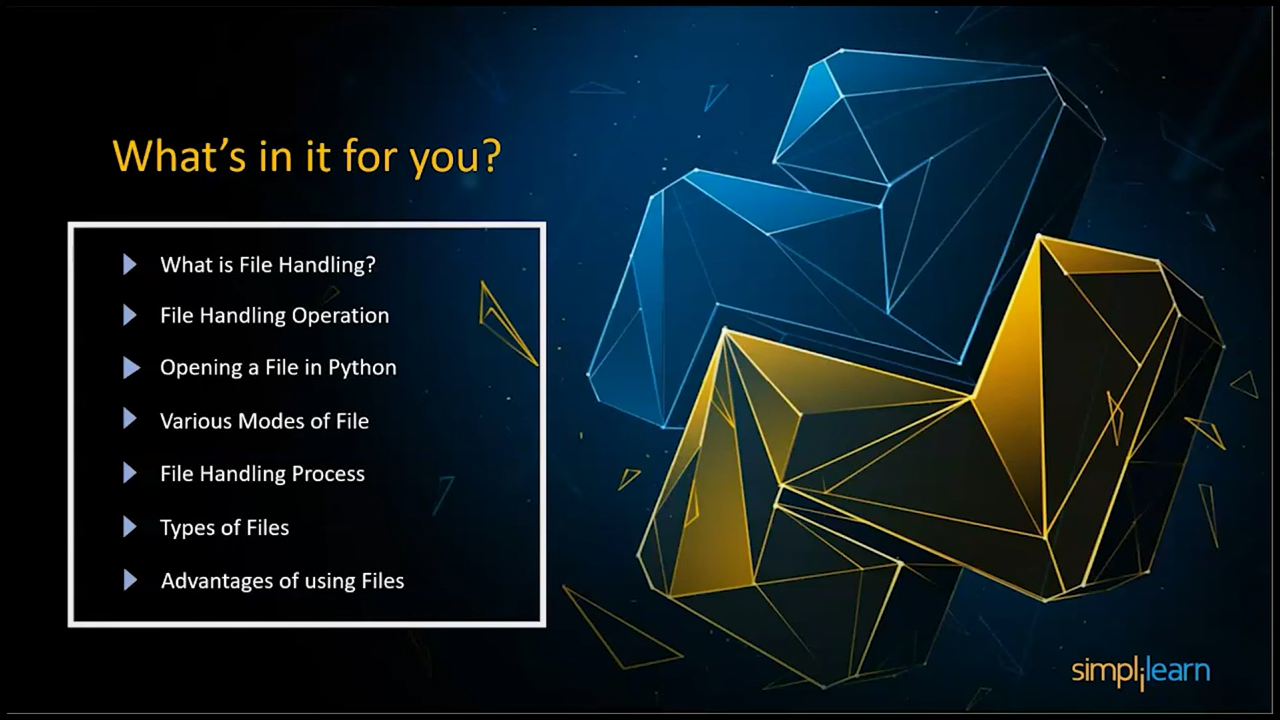 What's in it for you?
What is File Handling?
File Handling Operation
Opening a File in Python
Various Modes of File
File Handling Process
Types of Files
Advantages of using Files
simplilearn